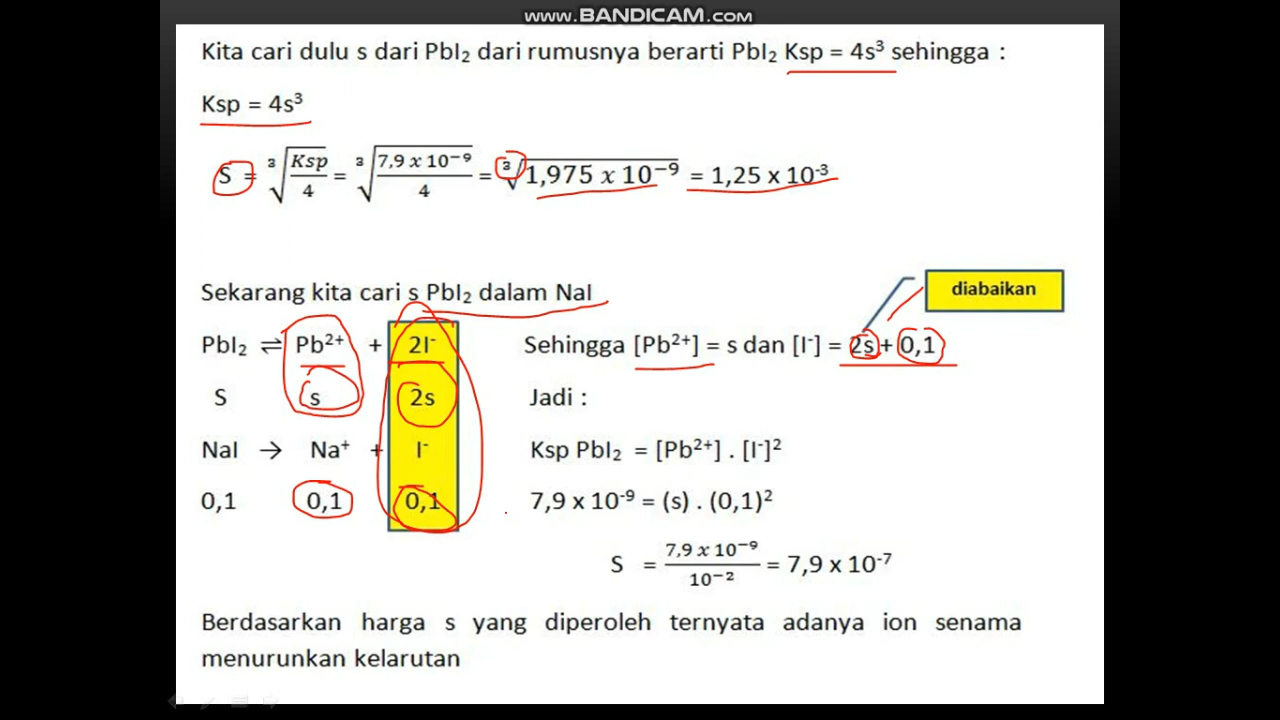 www.BANDICAM.com
Kita cari dulu s dari PbI₂ dari rumusnya berarti PbI₂ Ksp = 4s³ sehingga :
Ksp = 4s³
S = ∛(Ksp/4) = ∛(7,9 x 10⁻⁹/4) = ∛(1,975 x 10⁻⁹) = 1,25 x 10⁻³
Sekarang kita cari s PbI₂ dalam NaI
diabaikan
PbI₂ ⇌ Pb²⁺ + 2I⁻ Sehingga [Pb²⁺] = s dan [I⁻] = 2s + 0,1
S s 2s Jadi :
NaI → Na⁺ + I⁻ Ksp PbI₂ = [Pb²⁺] . [I⁻]²
0,1 0,1 0,1 7,9 x 10⁻⁹ = (s) . (0,1)²
S = 7,9 x 10⁻⁹/10⁻² = 7,9 x 10⁻⁷
Berdasarkan harga s yang diperoleh ternyata adanya ion senama
menurunkan kelarutan